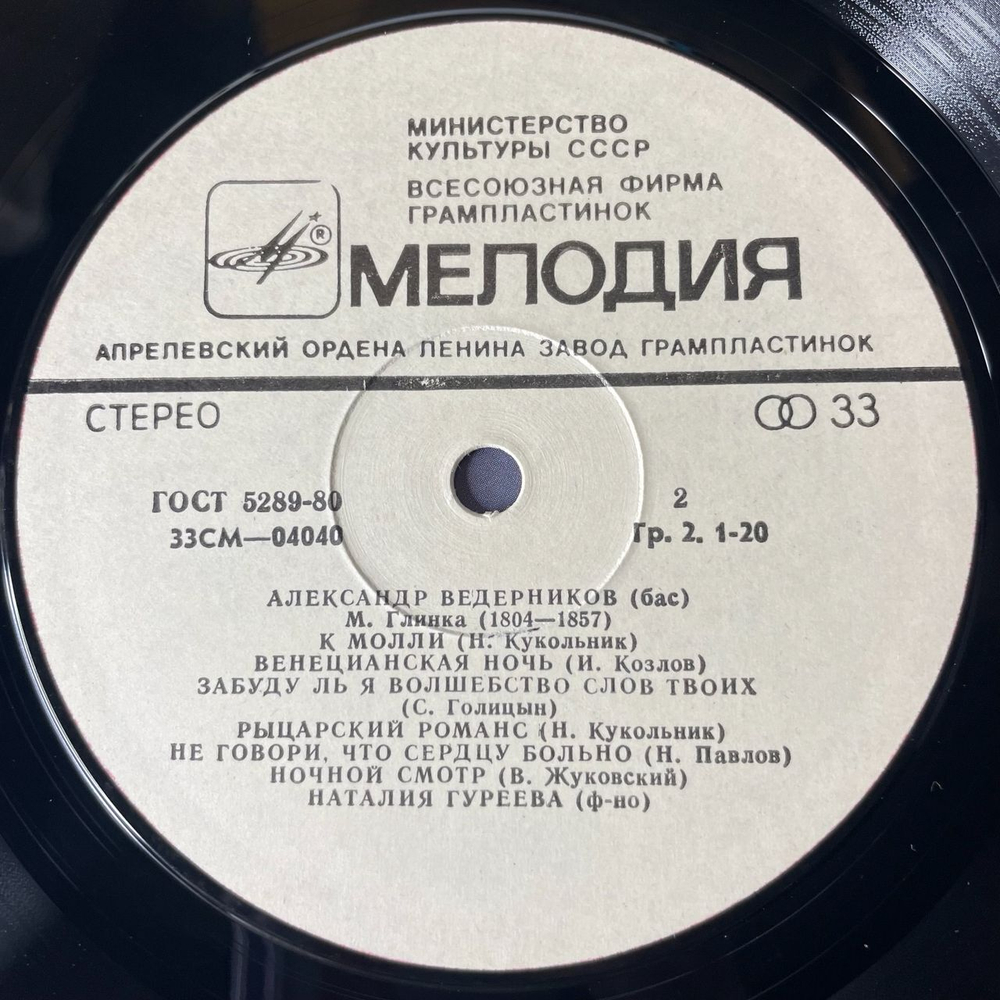 МИНИСТЕРСТВО
КУЛЬТУРЫ СССР
ВСЕСОЮЗНАЯ ФИРМА
ГРАМПЛАСТИНОК
®
МЕЛОДИЯ
АПРЕЛЕВСКИЙ ОРДЕНА ЛЕНИНА ЗАВОД ГРАМПЛАСТИНОК
СТЕРЕО
33
ГОСТ 5289-80
2
33СМ—04040
Гр. 2. 1-20
АЛЕКСАНДР ВЕДЕРНИКОВ (бас)
М. Глинка (1804—1857)
К МОЛЛИ (Н. Кукольник)
ВЕНЕЦИАНСКАЯ НОЧЬ (И. Козлов)
ЗАБУДУ ЛЬ Я ВОЛШЕБСТВО СЛОВ ТВОИХ
(С. Голицын)
РЫЦАРСКИЙ РОМАНС (Н. Кукольник)
НЕ ГОВОРИ, ЧТО СЕРДЦУ БОЛЬНО (Н. Павлов)
НОЧНОЙ СМОТР (В. Жуковский)
НАТАЛИЯ ГУРЕЕВА (ф-но)